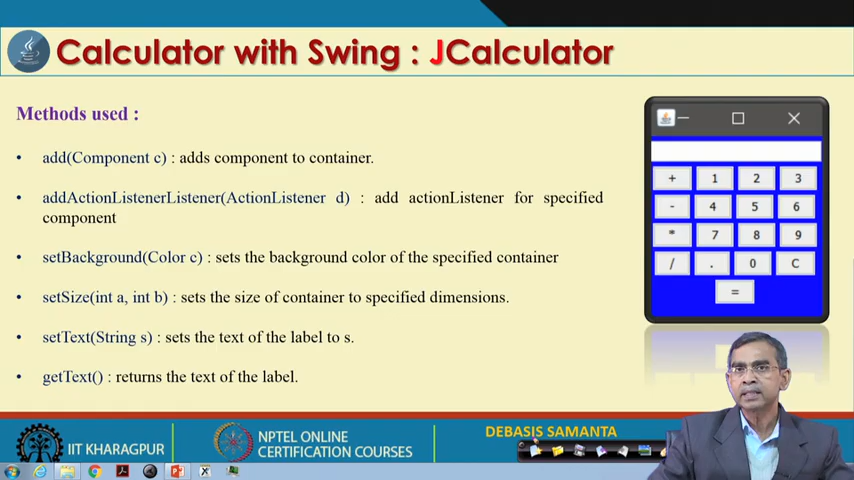 Calculator with Swing : JCalculator
Methods used :
• add(Component c) : adds component to container.
• addActionListenerListener(ActionListener d) : add actionListener for specified
component
• setBackground(Color c) : sets the background color of the specified container
• setSize(int a, int b) : sets the size of container to specified dimensions.
• setText(String s) : sets the text of the label to s.
• getText() : returns the text of the label.
+ 1 2 3
- 4 5 6
* 7 8 9
/ . 0 C
=
IIT KHARAGPUR
NPTEL ONLINE
CERTIFICATION COURSES
DEBASIS SAMANTA